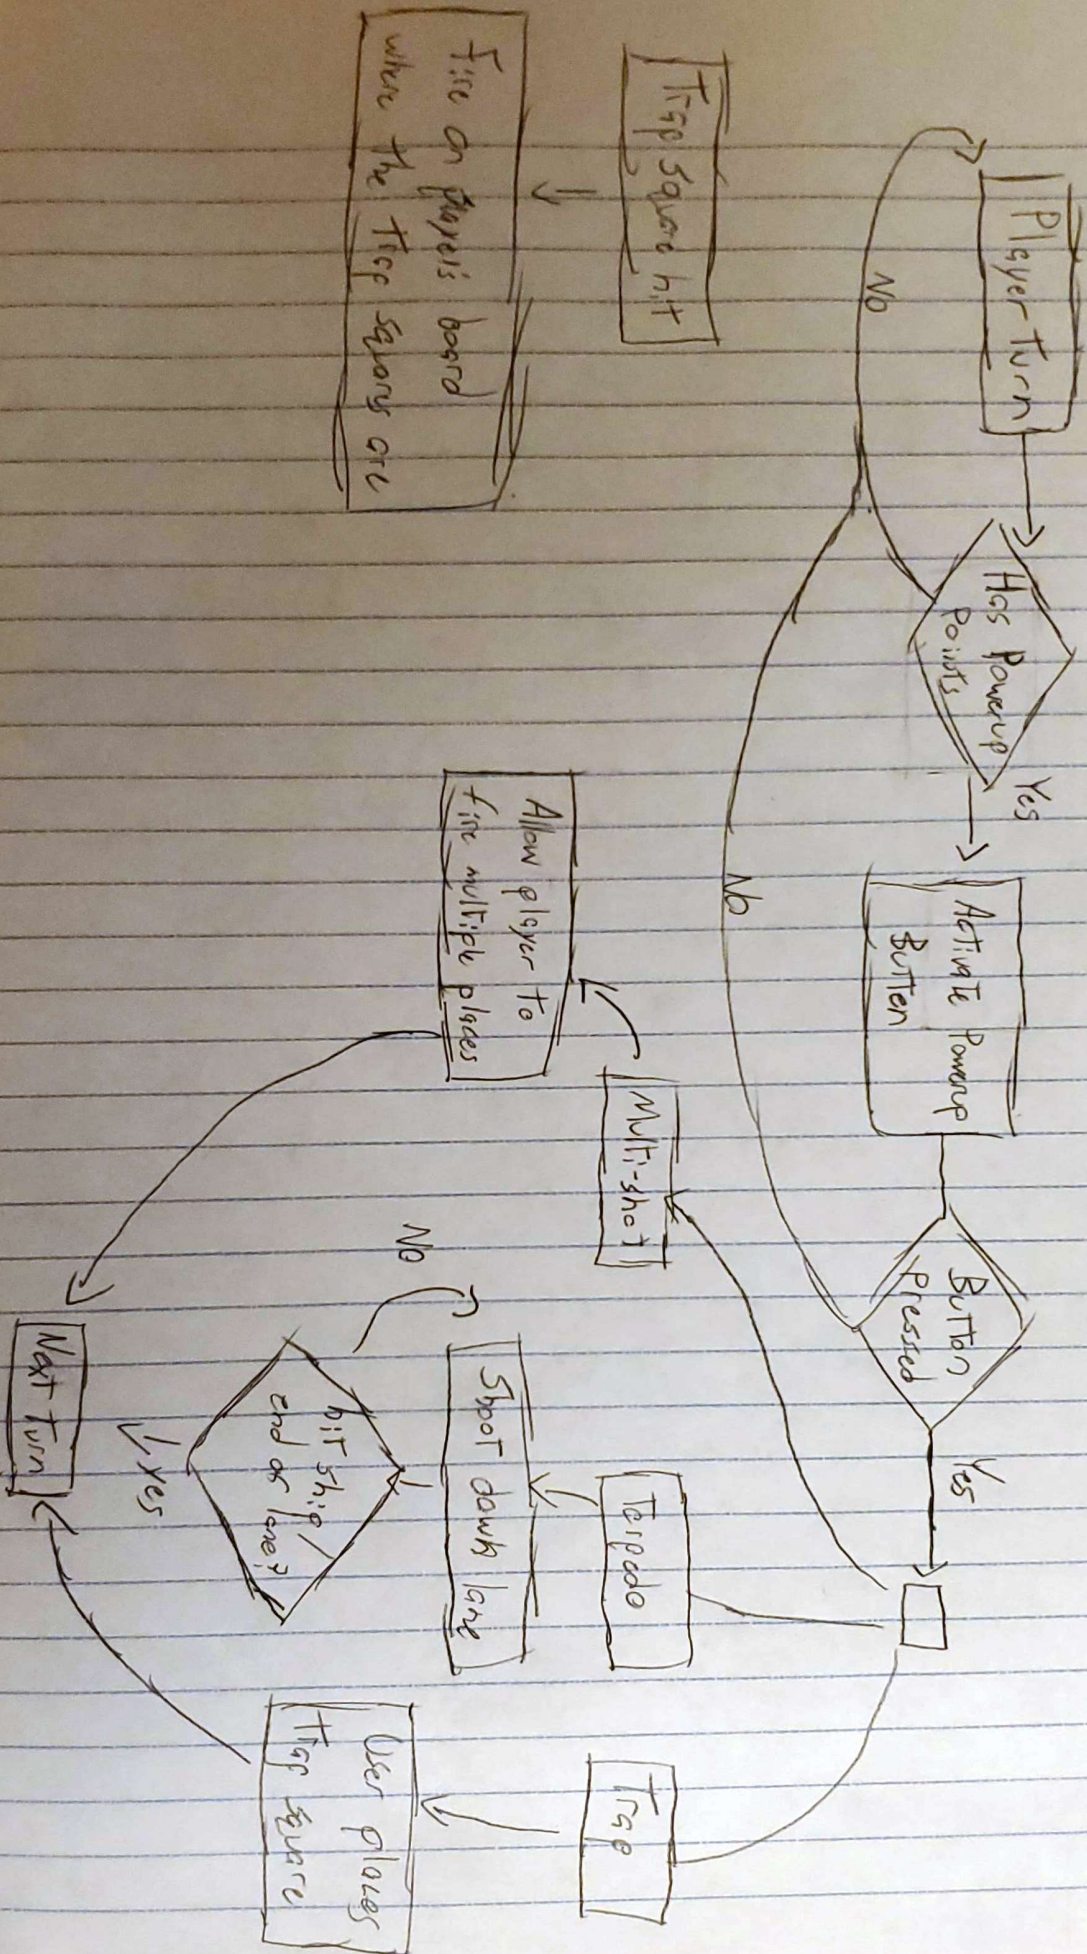 Player Turn
No
Has Powerup
Points
Yes
Activate Powerup
Button
No
Button
Pressed
Yes
Trap square hit
Fire on player's board
where the trap squares are
Multi-shot
Allow player to
fire multiple places
Torpedo
Shoot down lane
No
hit ship/
end of lane?
Yes
Trap
User places
Trap square
Next Turn